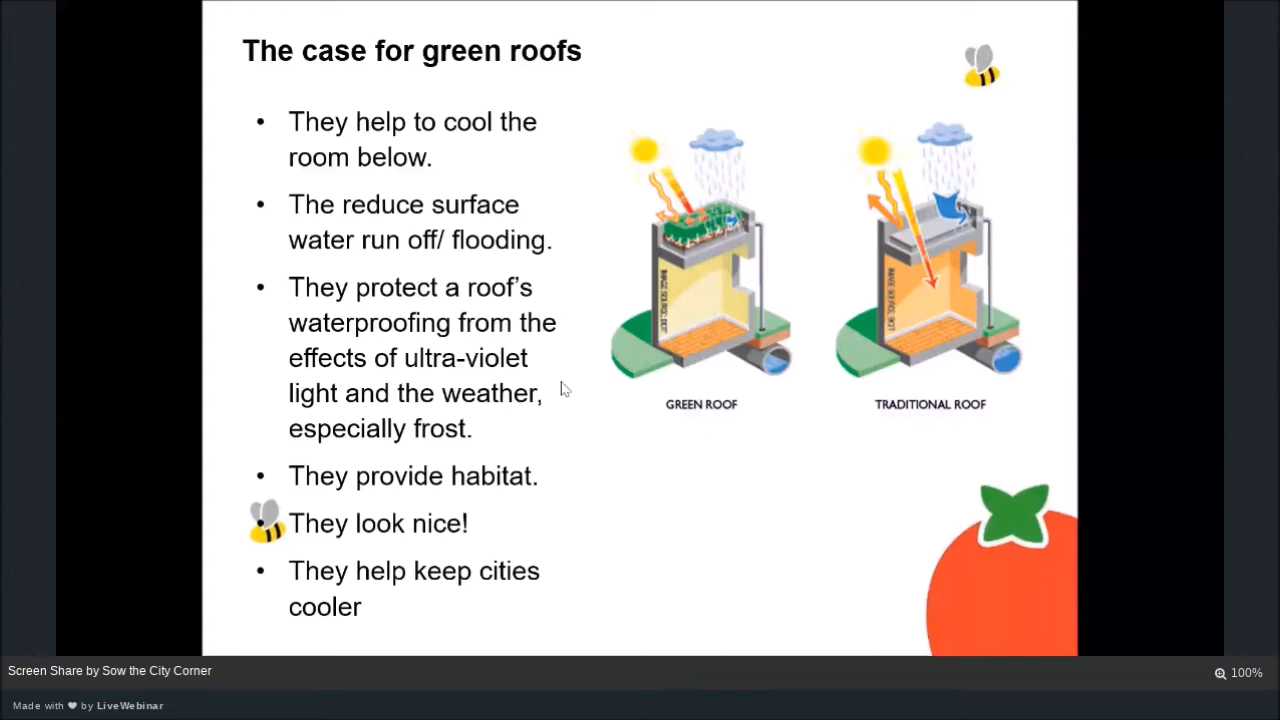 The case for green roofs
• They help to cool the
room below.
• The reduce surface
water run off/ flooding.
• They protect a roof's
waterproofing from the
effects of ultra-violet
light and the weather,
especially frost.
• They provide habitat.
• They look nice!
• They help keep cities
cooler
GREEN ROOF
TRADITIONAL ROOF
Screen Share by Sow the City Corner
100%
Made with ❤ by LiveWebinar